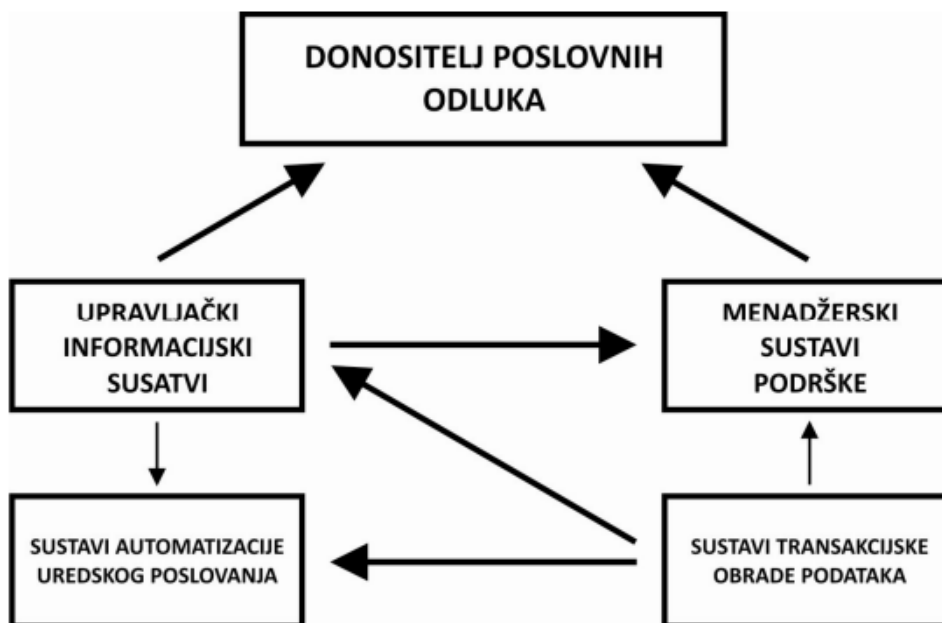 DONOSITELJ POSLOVNIH
ODLUKA
UPRAVLJAČKI
INFORMACIJSKI
SUSATVI
MENADŽERSKI
SUSTAVI
PODRŠKE
SUSTAVI AUTOMATIZACIJE
UREDSKOG POSLOVANJA
SUSTAVI TRANSAKCIJSKE
OBRADE PODATAKA